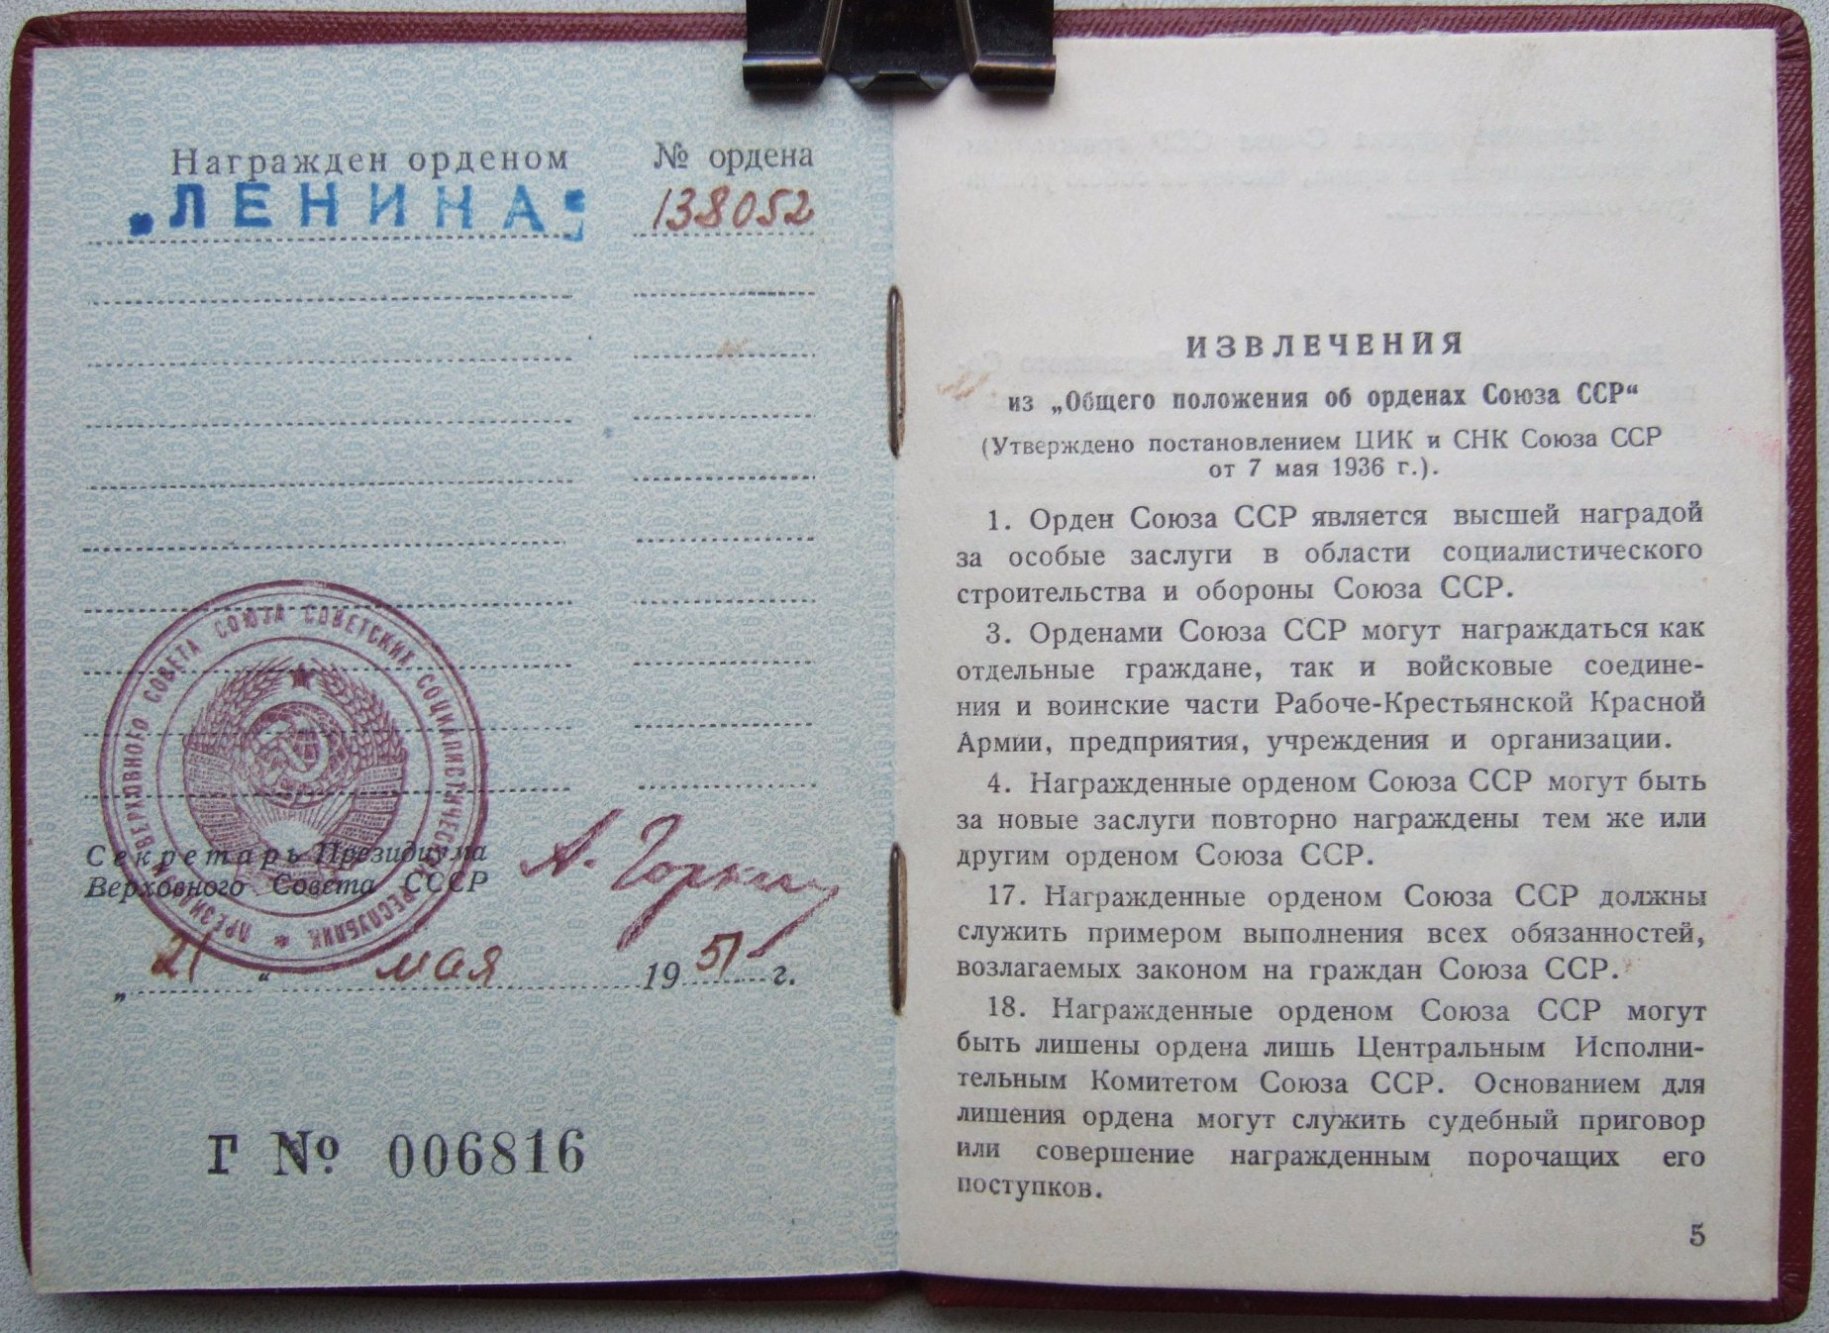 Награжден орденом
№ ордена
„ЛЕНИНА“
138052
ПРЕЗИДИУМ ВЕРХОВНОГО СОВЕТА СОЮЗА СОВЕТСКИХ СОЦИАЛИСТИЧЕСКИХ РЕСПУБЛИК
Секретарь Президиума
Верховного Совета СССР
А. Горкин
„21“ мая 1951 г.
Г № 006816
ИЗВЛЕЧЕНИЯ
из „Общего положения об орденах Союза ССР“
(Утверждено постановлением ЦИК и СНК Союза ССР
от 7 мая 1936 г.).
1. Орден Союза ССР является высшей наградой
за особые заслуги в области социалистического
строительства и обороны Союза ССР.
3. Орденами Союза ССР могут награждаться как
отдельные граждане, так и войсковые соедине-
ния и воинские части Рабоче-Крестьянской Красной
Армии, предприятия, учреждения и организации.
4. Награжденные орденом Союза ССР могут быть
за новые заслуги повторно награждены тем же или
другим орденом Союза ССР.
17. Награжденные орденом Союза ССР должны
служить примером выполнения всех обязанностей,
возлагаемых законом на граждан Союза ССР.
18. Награжденные орденом Союза ССР могут
быть лишены ордена лишь Центральным Исполни-
тельным Комитетом Союза ССР. Основанием для
лишения ордена могут служить судебный приговор
или совершение награжденным порочащих его
поступков.
5